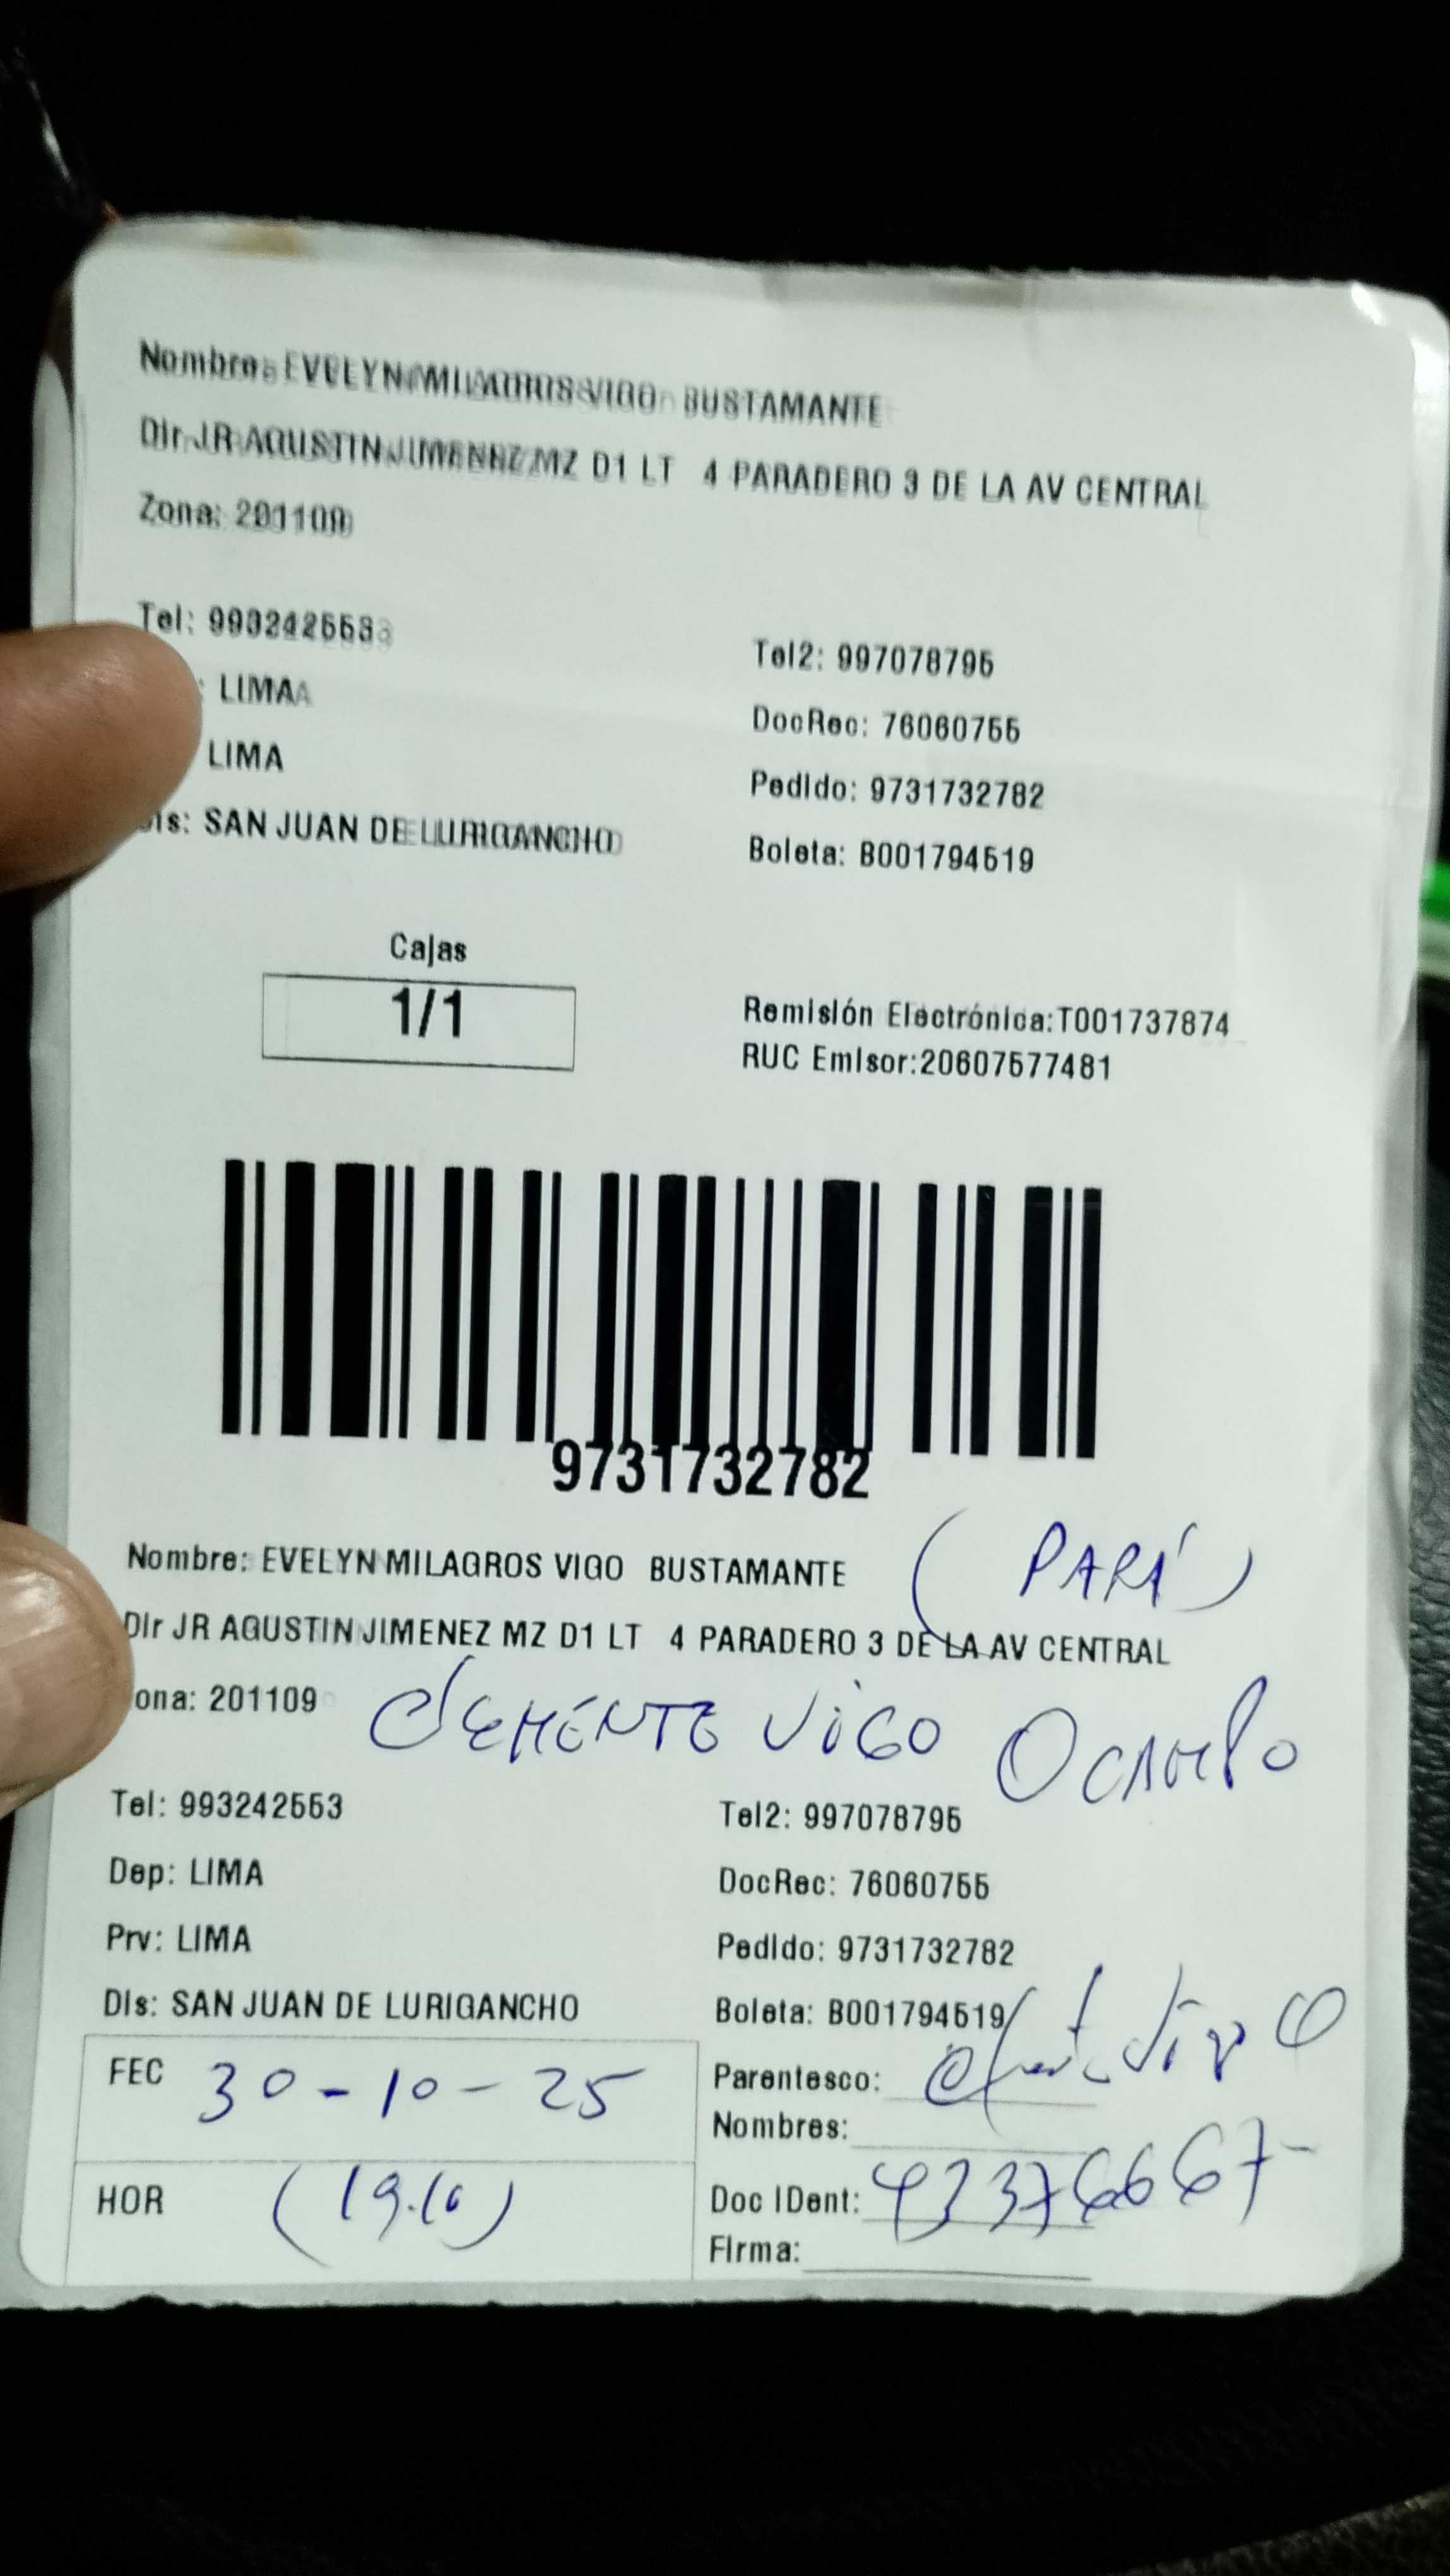 Nombre: EVELYN MILAGROS VIGO BUSTAMANTE
Dir JR AGUSTIN JIMENEZ MZ D1 LT 4 PARADERO 3 DE LA AV CENTRAL
Zona: 201109
Tel: 993242553
Tel2: 997078795
: LIMA
DocRec: 76060755
LIMA
Pedido: 9731732782
Dis: SAN JUAN DE LURIGANCHO
Boleta: B001794519
Cajas
1/1
Remisión Electrónica:T001737874
RUC Emisor:20607577481
9731732782
Nombre: EVELYN MILAGROS VIGO BUSTAMANTE
(PAPÁ)
Dir JR AGUSTIN JIMENEZ MZ D1 LT 4 PARADERO 3 DE LA AV CENTRAL
ona: 201109
CLEMENTE VIGO OCAMPO
Tel: 993242553
Tel2: 997078795
Dep: LIMA
DocRec: 76060755
Prv: LIMA
Pedido: 9731732782
Dis: SAN JUAN DE LURIGANCHO
Boleta: B001794519
FEC 30-10-25
Parentesco:
Nombres:
HOR (19.10)
Doc IDent:
Firma: